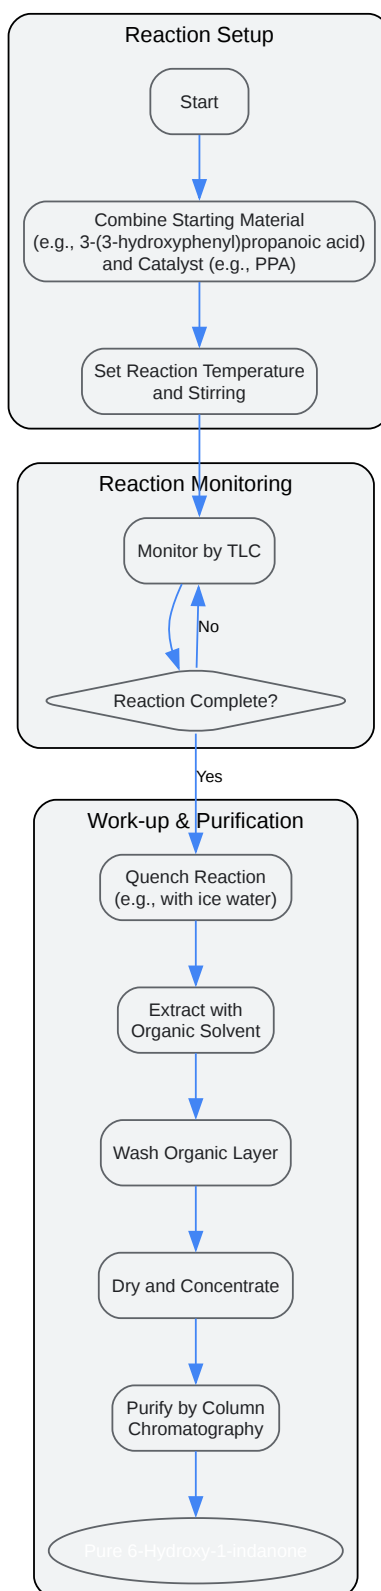 Reaction Setup
Start
Combine Starting Material
(e.g., 3-(3-hydroxyphenyl)propanoic acid)
and Catalyst (e.g., PPA)
Set Reaction Temperature
and Stirring
Reaction Monitoring
Monitor by TLC
No
Reaction Complete?
Yes
Work-up & Purification
Quench Reaction
(e.g., with ice water)
Extract with
Organic Solvent
Wash Organic Layer
Dry and Concentrate
Purify by Column
Chromatography
Pure 6-Hydroxy-1-indanone